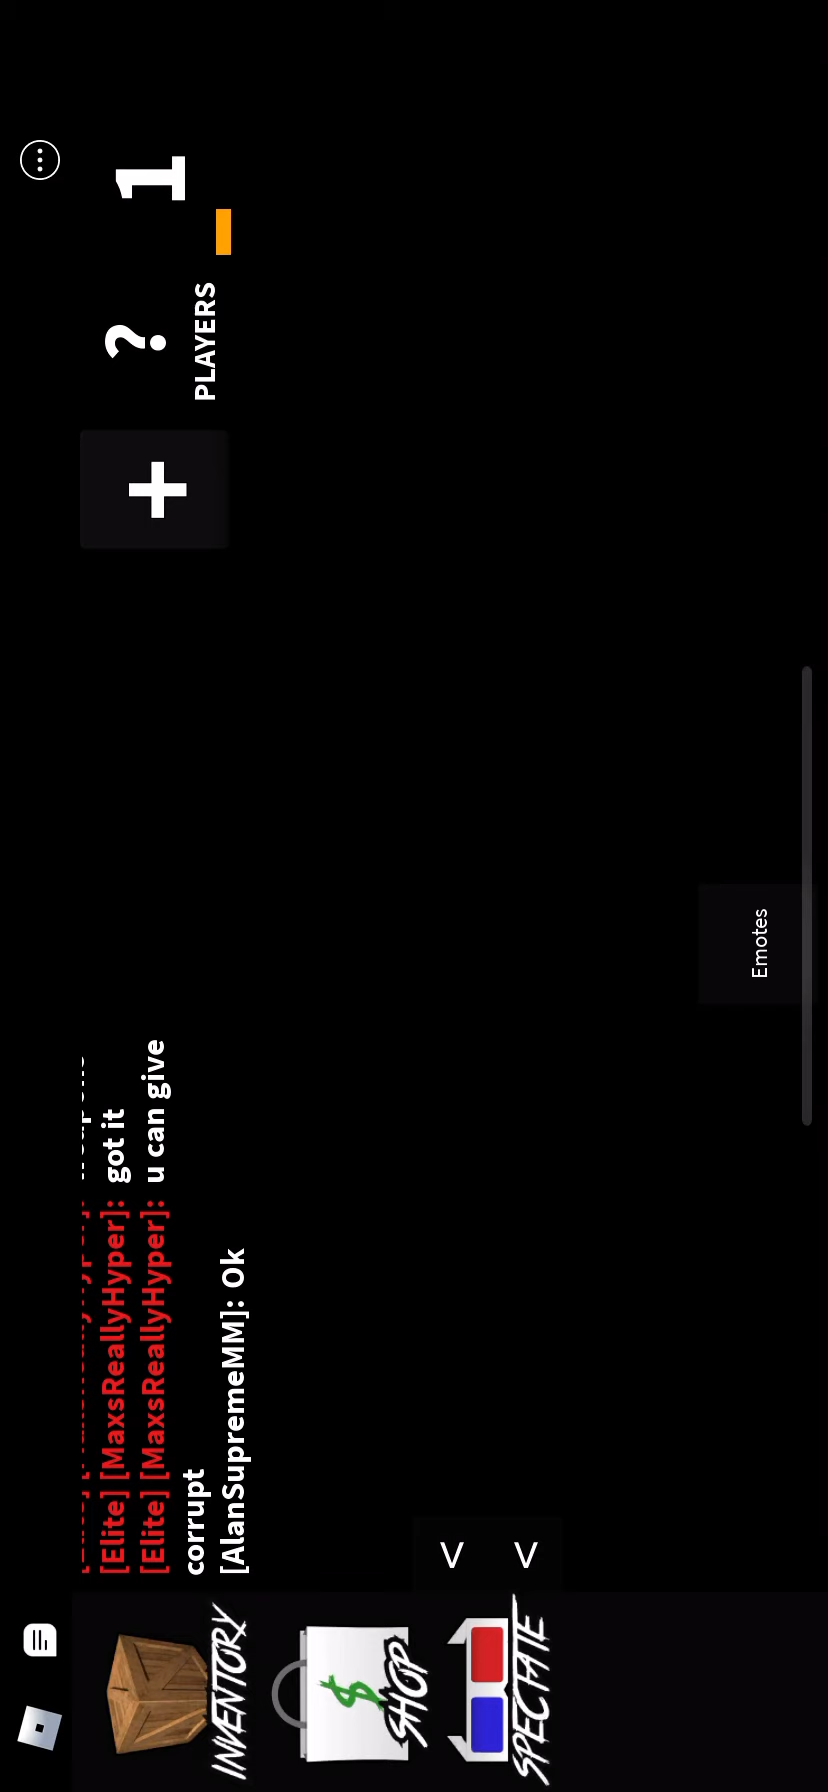 1
?
PLAYERS
+
[Elite] [MaxsReallyHyper]: got it
[Elite] [MaxsReallyHyper]: u can give
corrupt
[AlanSupremeMM]: Ok
INVENTORY
$
SHOP
SPECTATE
<
<
Emotes